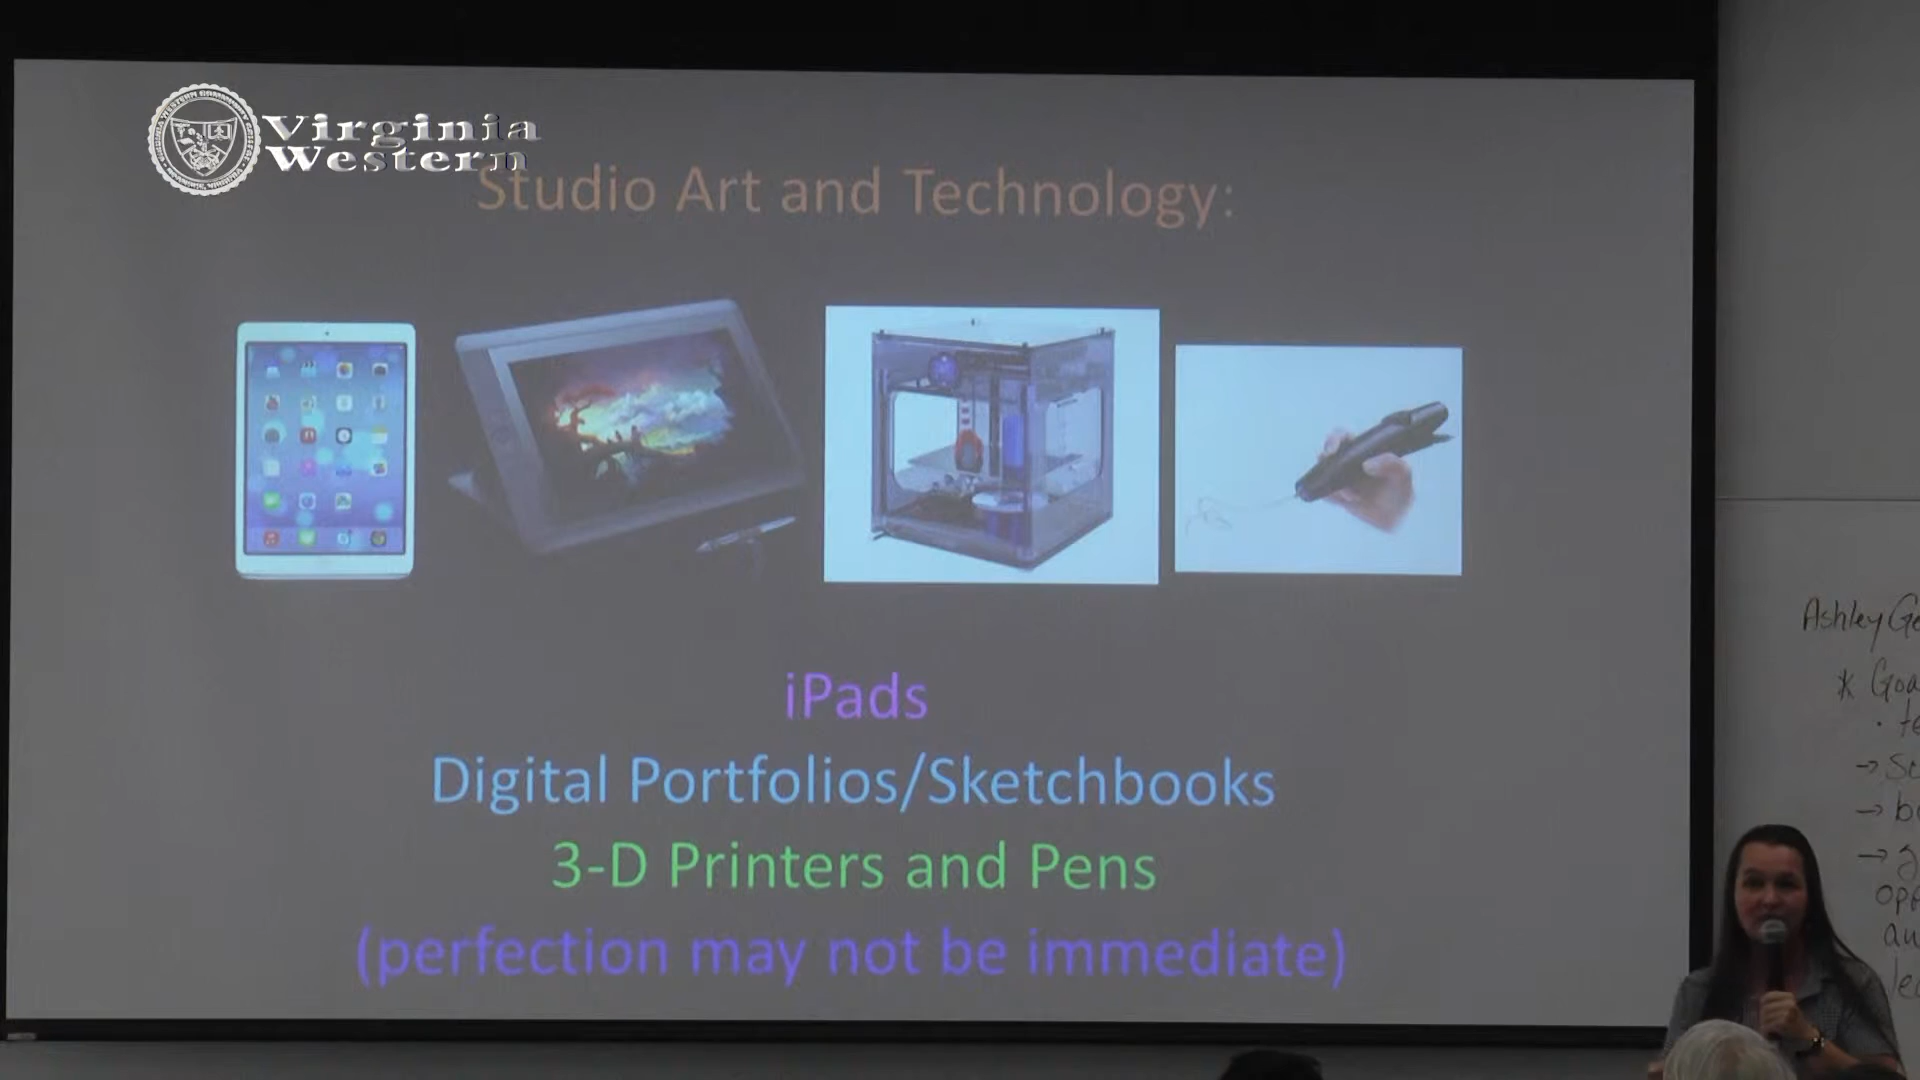 Virginia
Western
Studio Art and Technology:
iPads
Digital Portfolios/Sketchbooks
3-D Printers and Pens
(perfection may not be immediate)
Ashley
*
→
→
→